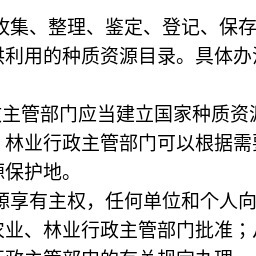 收集、整理、鉴定、登记、保存
供利用的种质资源目录。具体办法
主管部门应当建立国家种质资源
林业行政主管部门可以根据需要
源保护地。
源享有主权，任何单位和个人向
农业、林业行政主管部门批准；